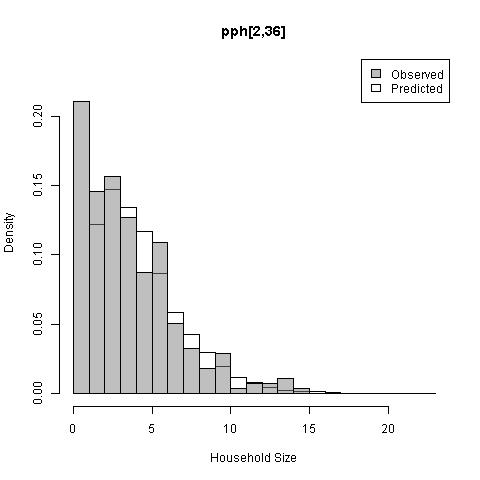 pph[2,36]
Observed
Predicted
Density
0.20
0.15
0.10
0.05
0.00
0 5 10 15 20
Household Size